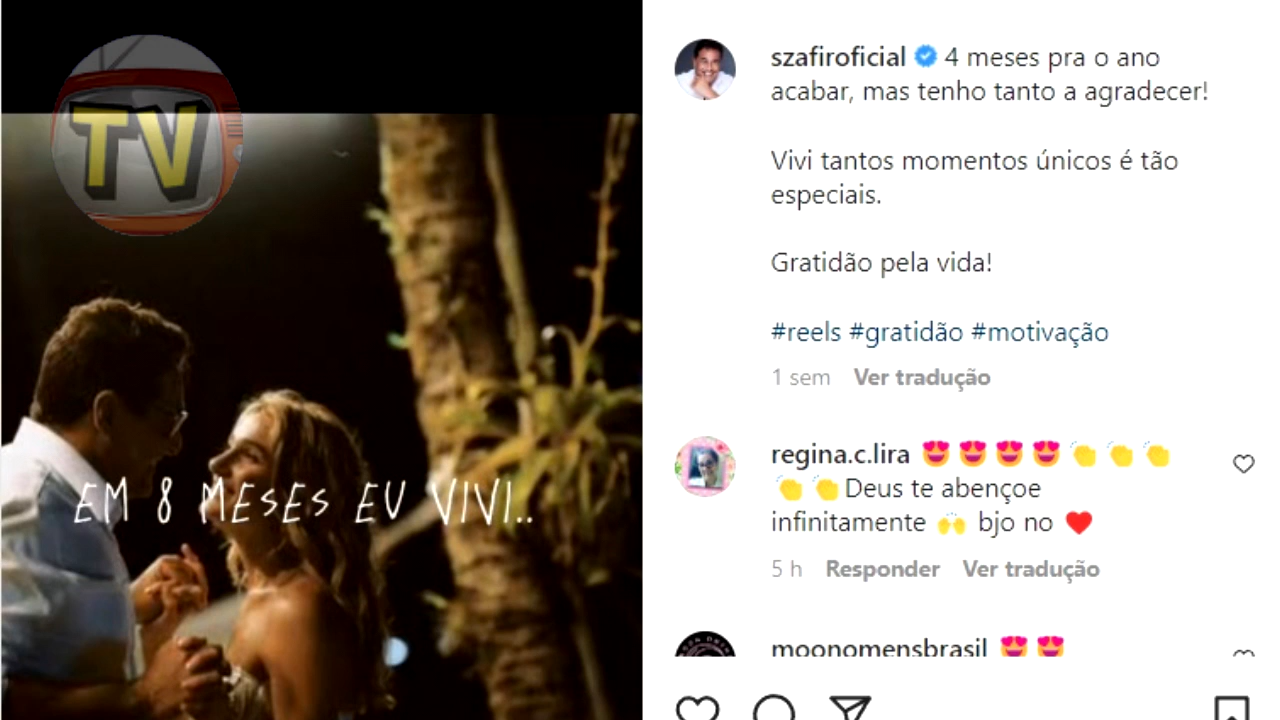 TV
EM 8 MESES EU VIVI..
szafiroficial 4 meses pra o ano
acabar, mas tenho tanto a agradecer!
Vivi tantos momentos únicos é tão
especiais.
Gratidão pela vida!
#reels #gratidão #motivação
1 sem Ver tradução
regina.c.lira 😍😍😍😍👏👏👏
👏👏Deus te abençoe
infinitamente 🙌 bjo no ❤️
5 h Responder Ver tradução
moonomensbrasil 😍😍